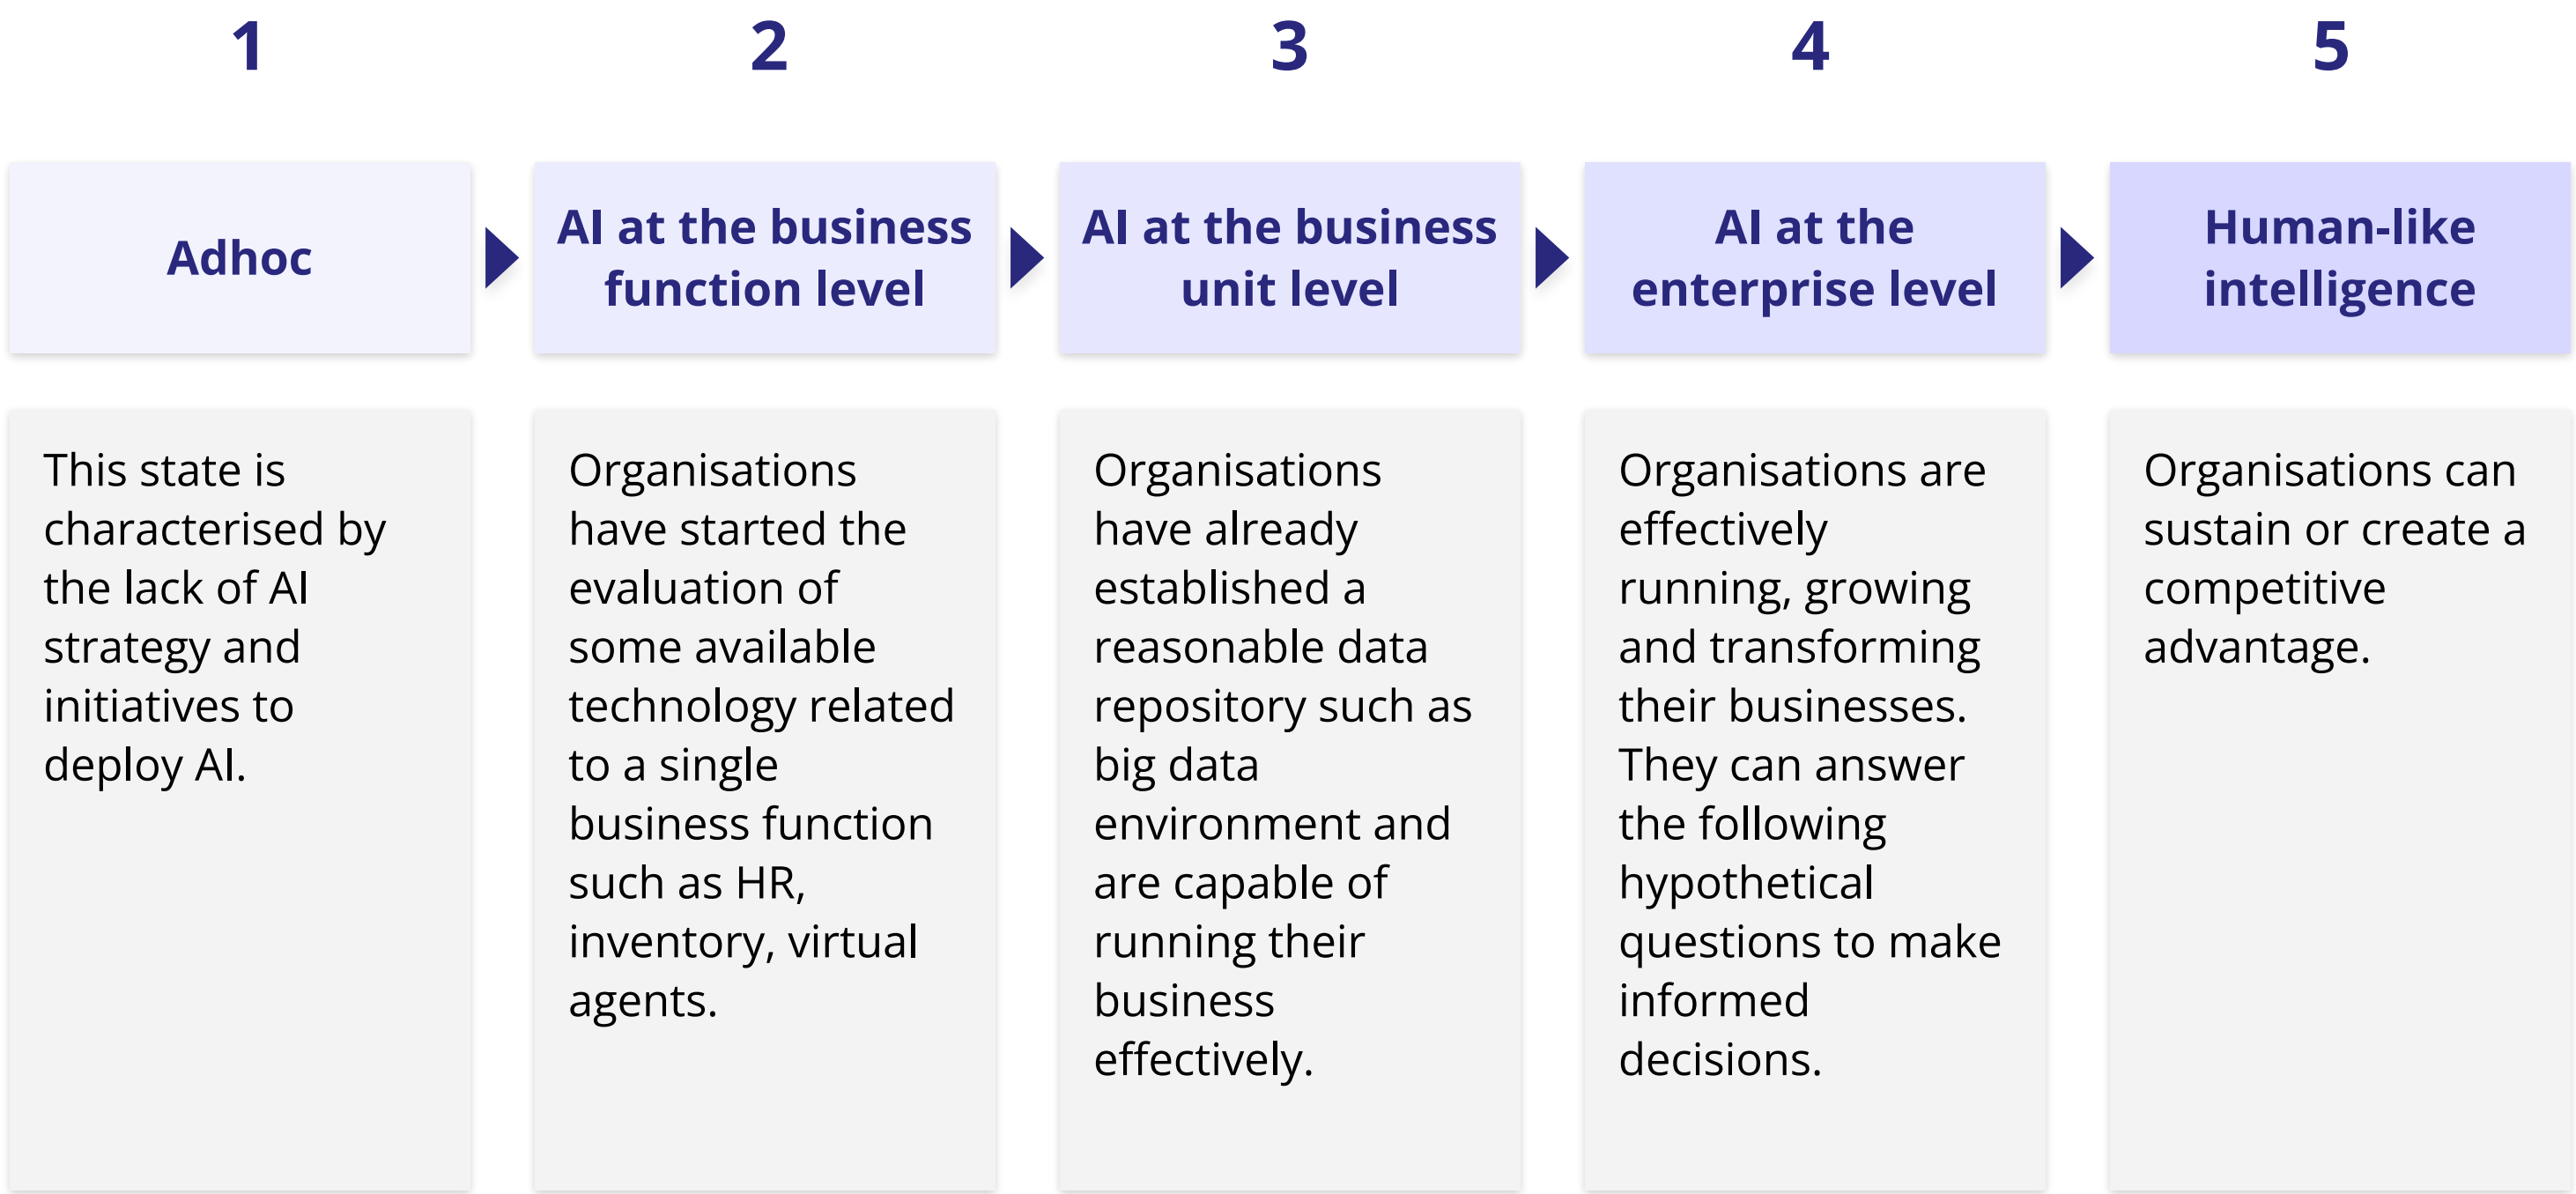 1
2
3
4
5
Adhoc
AI at the business
function level
AI at the business
unit level
AI at the
enterprise level
Human-like
intelligence
This state is
characterised by
the lack of AI
strategy and
initiatives to
deploy AI.
Organisations
have started the
evaluation of
some available
technology related
to a single
business function
such as HR,
inventory, virtual
agents.
Organisations
have already
established a
reasonable data
repository such as
big data
environment and
are capable of
running their
business
effectively.
Organisations are
effectively
running, growing
and transforming
their businesses.
They can answer
the following
hypothetical
questions to make
informed
decisions.
Organisations can
sustain or create a
competitive
advantage.